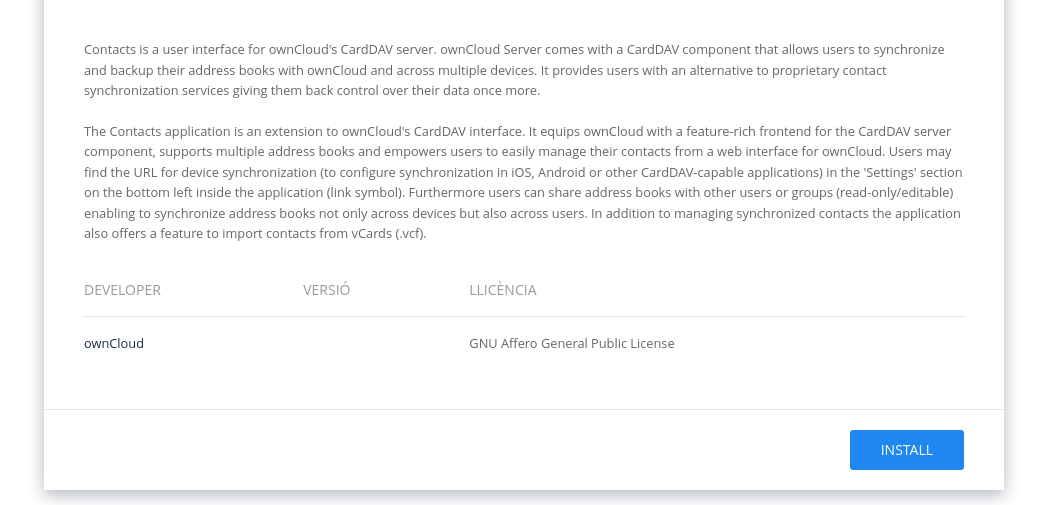 Contacts is a user interface for ownCloud's CardDAV server. ownCloud Server comes with a CardDAV component that allows users to synchronize
and backup their address books with ownCloud and across multiple devices. It provides users with an alternative to proprietary contact
synchronization services giving them back control over their data once more.
The Contacts application is an extension to ownCloud's CardDAV interface. It equips ownCloud with a feature-rich frontend for the CardDAV server
component, supports multiple address books and empowers users to easily manage their contacts from a web interface for ownCloud. Users may
find the URL for device synchronization (to configure synchronization in iOS, Android or other CardDAV-capable applications) in the 'Settings' section
on the bottom left inside the application (link symbol). Furthermore users can share address books with other users or groups (read-only/editable)
enabling to synchronize address books not only across devices but also across users. In addition to managing synchronized contacts the application
also offers a feature to import contacts from vCards (.vcf).
DEVELOPER VERSIÓ LLICÈNCIA
ownCloud GNU Affero General Public License
INSTALL